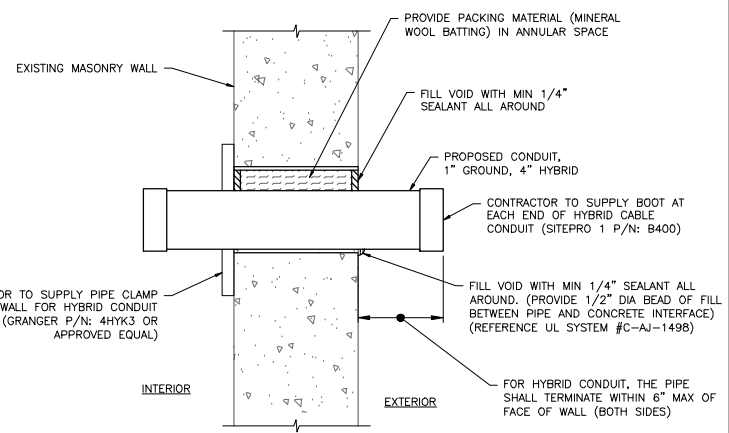 PROVIDE PACKING MATERIAL (MINERAL
WOOL BATTING) IN ANNULAR SPACE
EXISTING MASONRY WALL
FILL VOID WITH MIN 1/4"
SEALANT ALL AROUND
PROPOSED CONDUIT,
1" GROUND, 4" HYBRID
CONTRACTOR TO SUPPLY BOOT AT
EACH END OF HYBRID CABLE
CONDUIT (SITEPRO 1 P/N: B400)
OR TO SUPPLY PIPE CLAMP
WALL FOR HYBRID CONDUIT
(GRANGER P/N: 4HYK3 OR
APPROVED EQUAL)
FILL VOID WITH MIN 1/4" SEALANT ALL
AROUND. (PROVIDE 1/2" DIA BEAD OF FILL
BETWEEN PIPE AND CONCRETE INTERFACE)
(REFERENCE UL SYSTEM #C-AJ-1498)
INTERIOR
EXTERIOR
FOR HYBRID CONDUIT, THE PIPE
SHALL TERMINATE WITHIN 6" MAX OF
FACE OF WALL (BOTH SIDES)